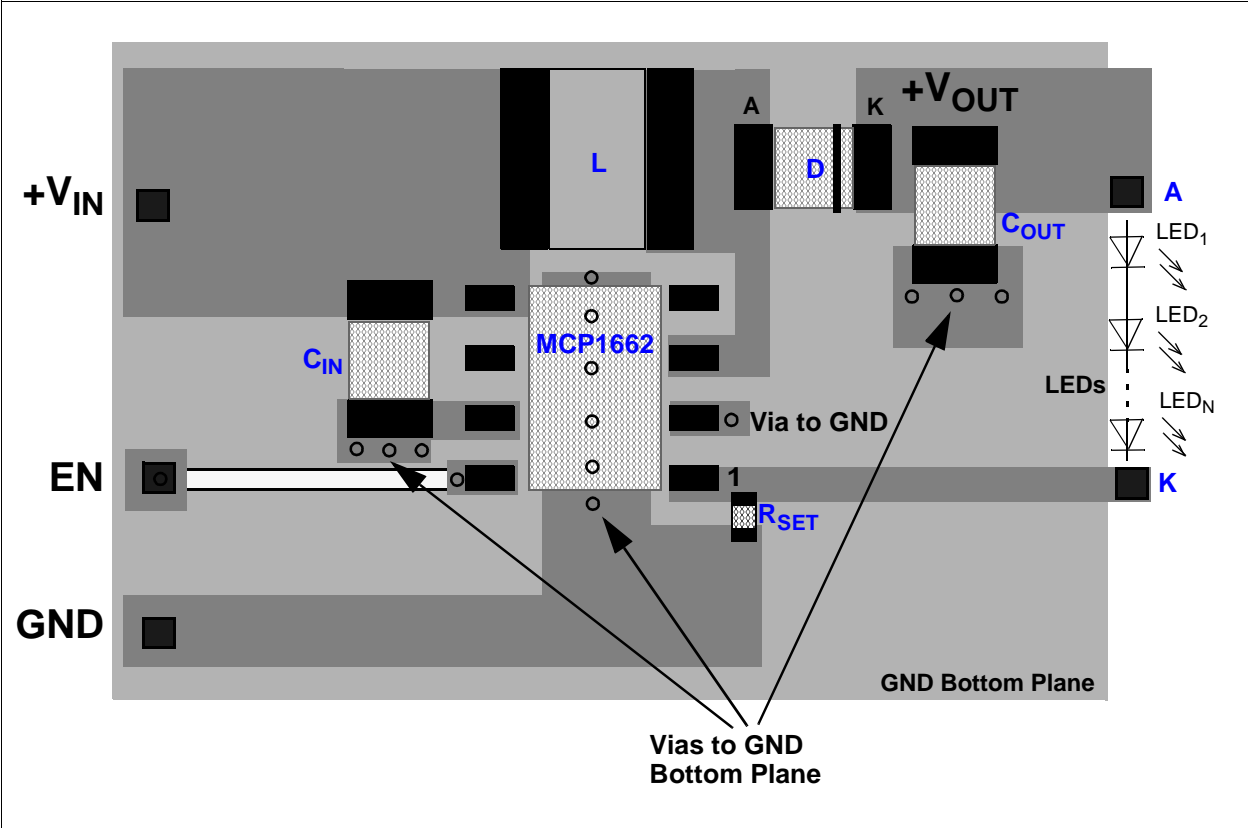 +VOUT
A
K
L
D
+VIN
A
COUT
LED1
LED2
MCP1662
CIN
LEDs
LEDN
Via to GND
EN
1
K
RSET
GND
GND Bottom Plane
Vias to GND
Bottom Plane